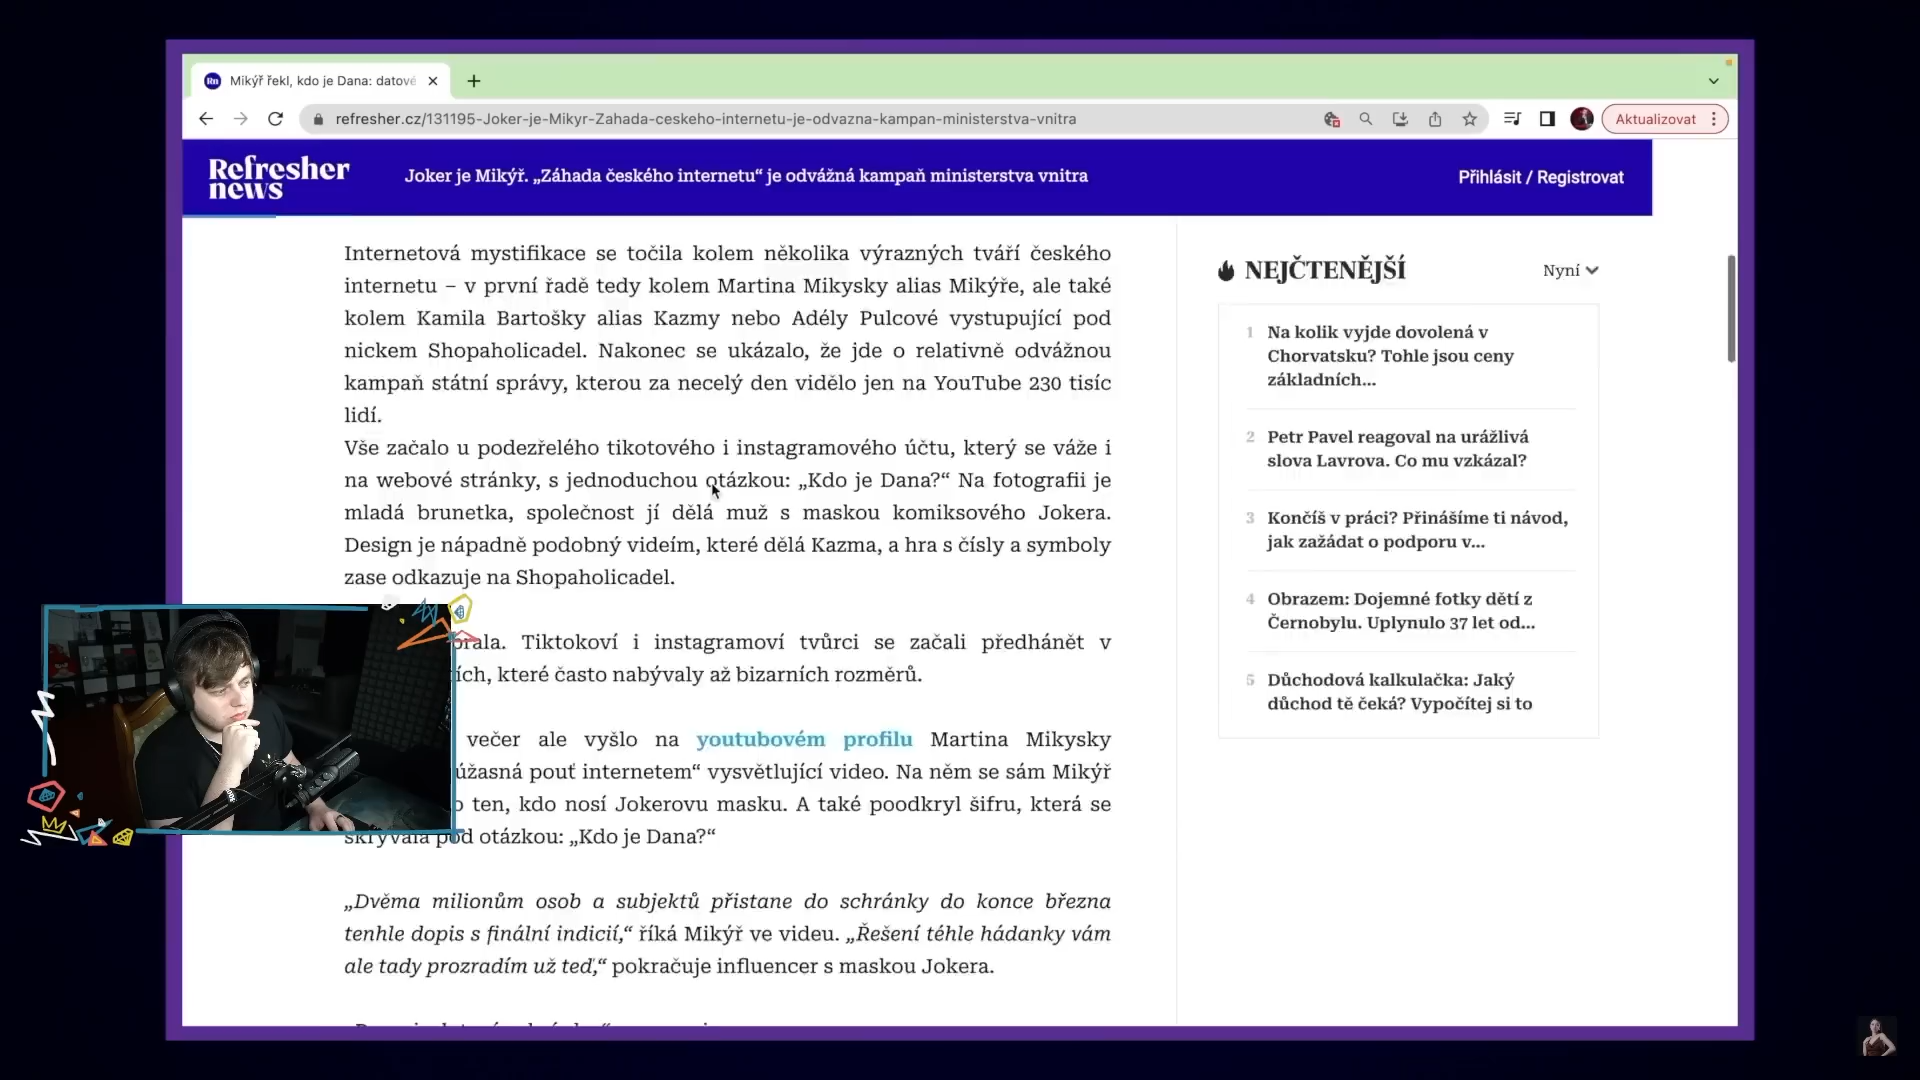 Mikýř řekl, kdo je Dana: datové
refresher.cz/131195-Joker-je-Mikyr-Zahada-ceskeho-internetu-je-odvazna-kampan-ministerstva-vnitra
Aktualizovat
Refresher
news
Joker je Mikýř. „Záhada českého internetu“ je odvážná kampaň ministerstva vnitra
Přihlásit / Registrovat
Internetová mystifikace se točila kolem několika výrazných tváří českého
internetu – v první řadě tedy kolem Martina Mikysky alias Mikýře, ale také
kolem Kamila Bartošky alias Kazmy nebo Adély Pulcové vystupující pod
nickem Shopaholicadel. Nakonec se ukázalo, že jde o relativně odvážnou
kampaň státní správy, kterou za necelý den vidělo jen na YouTube 230 tisíc
lidí.
Vše začalo u podezřelého tikotového i instagramového účtu, který se váže i
na webové stránky, s jednoduchou otázkou: „Kdo je Dana?“ Na fotografii je
mladá brunetka, společnost jí dělá muž s maskou komiksového Jokera.
Design je nápadně podobný videím, které dělá Kazma, a hra s čísly a symboly
zase odkazuje na Shopaholicadel.
Tiktokoví i instagramoví tvůrci se začali předhánět v
které často nabývaly až bizarních rozměrů.
večer ale vyšlo na youtubovém profilu Martina Mikysky
úžasná pouť internetem“ vysvětlující video. Na něm se sám Mikýř
ten, kdo nosí Jokerovu masku. A také poodkryl šifru, která se
skrývala pod otázkou: „Kdo je Dana?“
„Dvěma milionům osob a subjektů přistane do schránky do konce března
tenhle dopis s finální indicií,“ říká Mikýř ve videu. „Řešení téhle hádanky vám
ale tady prozradím už teď,“ pokračuje influencer s maskou Jokera.
NEJČTENĚJŠÍ
Nyní
1 Na kolik vyjde dovolená v
Chorvatsku? Tohle jsou ceny
základních...
2 Petr Pavel reagoval na urážlivá
slova Lavrova. Co mu vzkázal?
3 Končíš v práci? Přinášíme ti návod,
jak zažádat o podporu v...
4 Obrazem: Dojemné fotky dětí z
Černobylu. Uplynulo 37 let od...
5 Důchodová kalkulačka: Jaký
důchod tě čeká? Vypočítej si to